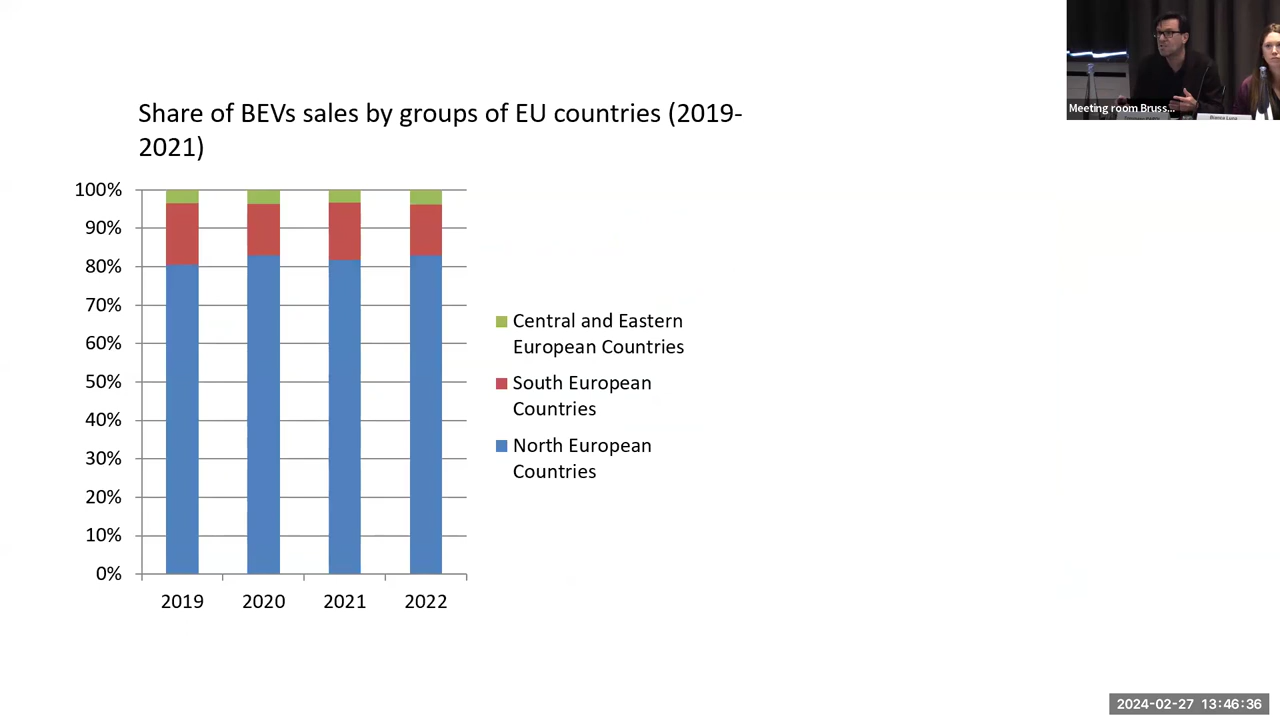 Meeting room Bruss...
Share of BEVs sales by groups of EU countries (2019-
2021)
100%
90%
80%
70%
60%
50%
40%
30%
20%
10%
0%
2019 2020 2021 2022
Central and Eastern
European Countries
South European
Countries
North European
Countries
2024-02-27 13:46:36